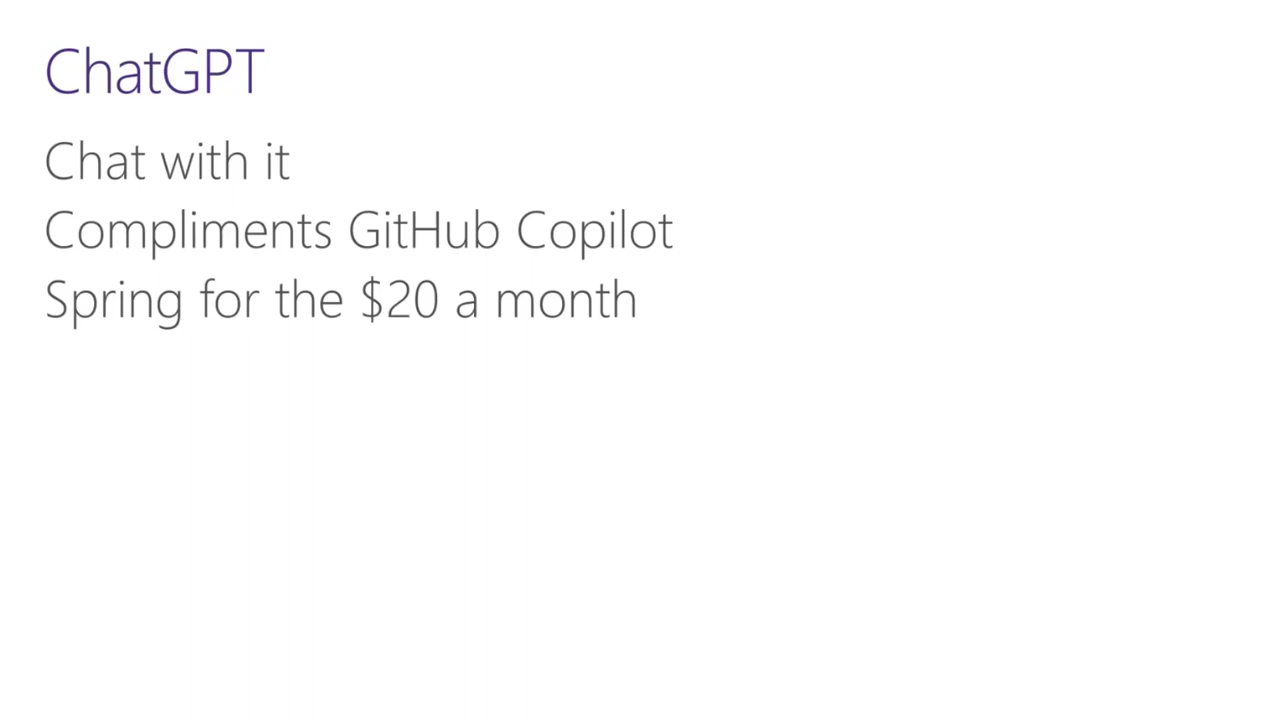 ChatGPT
Chat with it
Compliments GitHub Copilot
Spring for the $20 a month